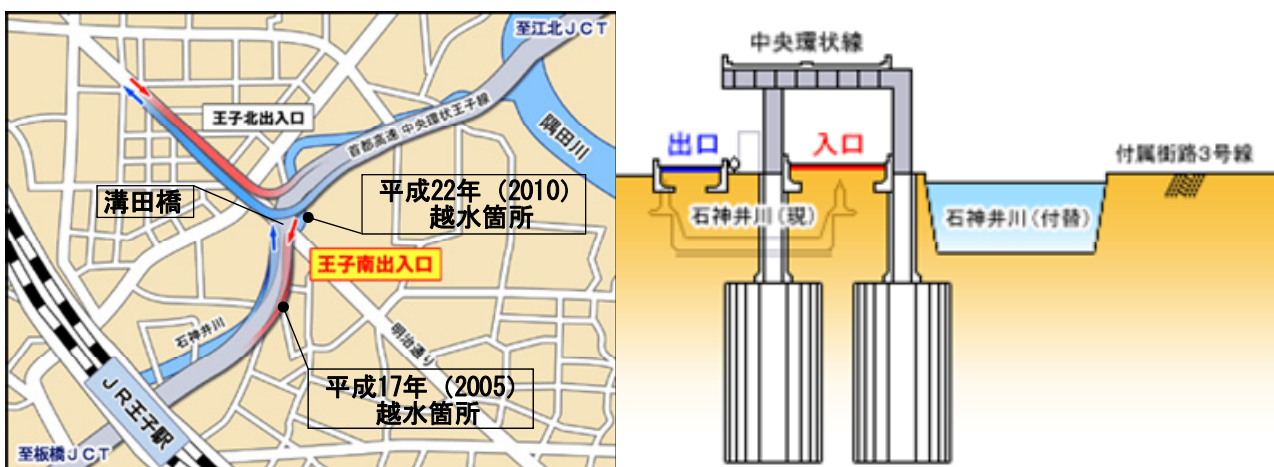 至江北JCT
王子北出入口
首都高速 中央環状王子線
隅田川
溝田橋
平成22年 (2010)
越水箇所
王子南出入口
石神井川
明治通り
平成17年 (2005)
越水箇所
JR王子駅
至板橋JCT
中央環状線
出口
入口
付属街路3号線
石神井川(現)
石神井川(付替)